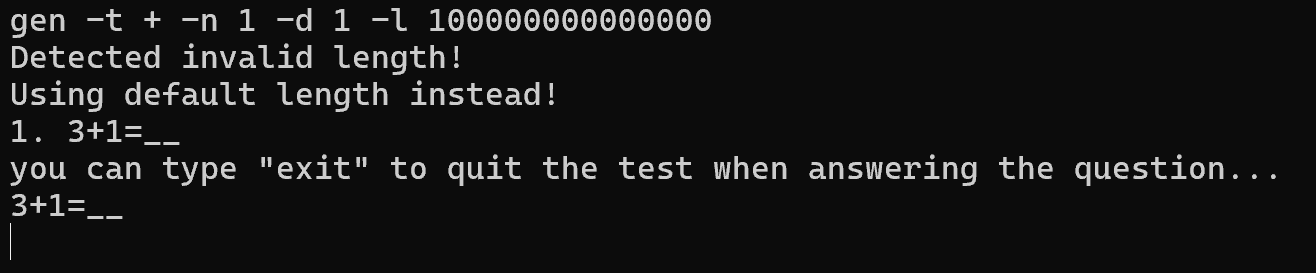 gen -t + -n 1 -d 1 -l 100000000000000
Detected invalid length!
Using default length instead!
1. 3+1=__
you can type "exit" to quit the test when answering the question...
3+1=__